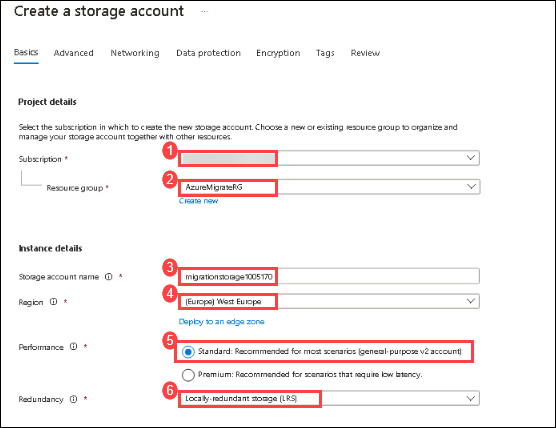 Create a storage account ...
Basics Advanced Networking Data protection Encryption Tags Review
Project details
Select the subscription in which to create the new storage account. Choose a new or existing resource group to organize and
manage your storage account together with other resources.
1
Subscription *
2
Resource group * AzureMigrateRG
Create new
Instance details
3
Storage account name * migrationstorage1005170
4
Region * (Europe) West Europe
Deploy to an edge zone
5
Performance * Standard: Recommended for most scenarios (general-purpose v2 account)
Premium: Recommended for scenarios that require low latency.
6
Redundancy * Locally-redundant storage (LRS)